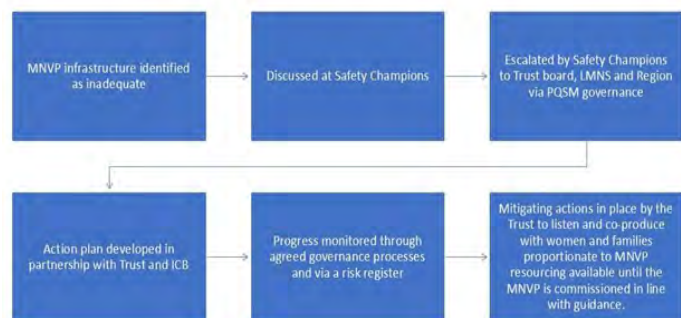 MNVP infrastructure identified
as inadequate
Discussed at Safety Champions
Escalated by Safety Champions
to Trust board, LMNS and Region
via PQSM governance
Action plan developed in
partnership with Trust and ICB
Progress monitored through
agreed governance processes
and via a risk register
Mitigating actions in place by the
Trust to listen and co-produce
with women and families
proportionate to MNVP
resourcing available until the
MNVP is commissioned in line
with guidance.